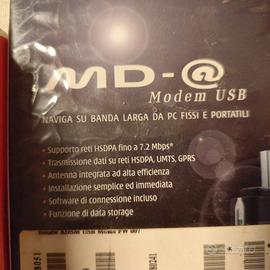 MD-@
Modem USB
NAVIGA SU BANDA LARGA DA PC FISSI E PORTATILI
• Supporto reti HSDPA fino a 7.2 Mbps*
• Trasmissione dati su reti HSDPA, UMTS, GPRS
• Antenna integrata ad alta efficienza
• Installazione semplice ed immediata
• Software di connessione incluso
• Funzione di data storage